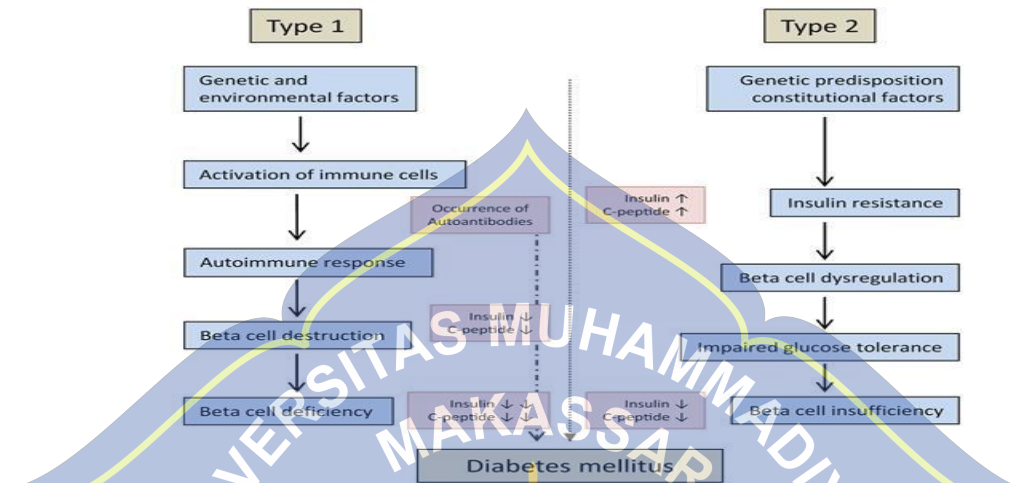 Type 1
Genetic and
environmental factors
Activation of immune cells
Occurrence of
Autoantibodies
Autoimmune response
Insulin ↓
C-peptide ↓
Beta cell destruction
Insulin ↓ ↓
C-peptide ↓ ↓
Beta cell deficiency
Type 2
Genetic predisposition
constitutional factors
Insulin ↑
C-peptide ↑
Insulin resistance
Beta cell dysregulation
Impaired glucose tolerance
Insulin ↓
C-peptide ↓
Beta cell insufficiency
Diabetes mellitus
VERSITAS MUHAMMADIY
MAKASSAR